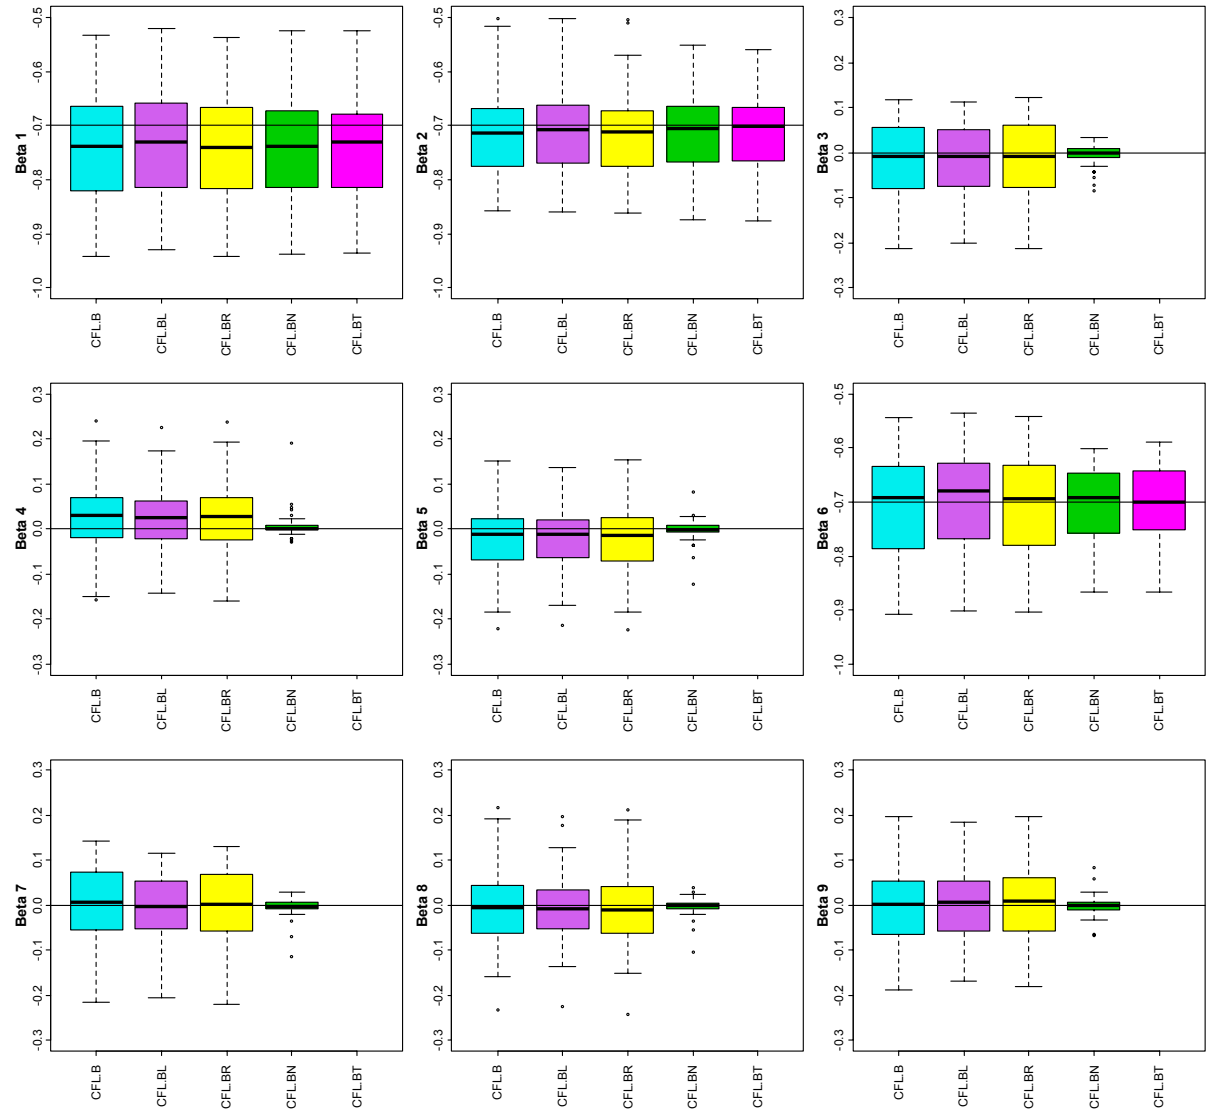 Beta 1
-0.5
-0.6
-0.7
-0.8
-0.9
-1.0
CFL.B
CFL.BL
CFL.BR
CFL.BN
CFL.BT
Beta 2
-0.5
-0.6
-0.7
-0.8
-0.9
-1.0
CFL.B
CFL.BL
CFL.BR
CFL.BN
CFL.BT
Beta 3
0.3
0.2
0.1
0.0
-0.1
-0.2
-0.3
CFL.B
CFL.BL
CFL.BR
CFL.BN
CFL.BT
Beta 4
0.3
0.2
0.1
0.0
-0.1
-0.2
-0.3
CFL.B
CFL.BL
CFL.BR
CFL.BN
CFL.BT
Beta 5
0.3
0.2
0.1
0.0
-0.1
-0.2
-0.3
CFL.B
CFL.BL
CFL.BR
CFL.BN
CFL.BT
Beta 6
-0.5
-0.6
-0.7
-0.8
-0.9
-1.0
CFL.B
CFL.BL
CFL.BR
CFL.BN
CFL.BT
Beta 7
0.3
0.2
0.1
0.0
-0.1
-0.2
-0.3
CFL.B
CFL.BL
CFL.BR
CFL.BN
CFL.BT
Beta 8
0.3
0.2
0.1
0.0
-0.1
-0.2
-0.3
CFL.B
CFL.BL
CFL.BR
CFL.BN
CFL.BT
Beta 9
0.3
0.2
0.1
0.0
-0.1
-0.2
-0.3
CFL.B
CFL.BL
CFL.BR
CFL.BN
CFL.BT